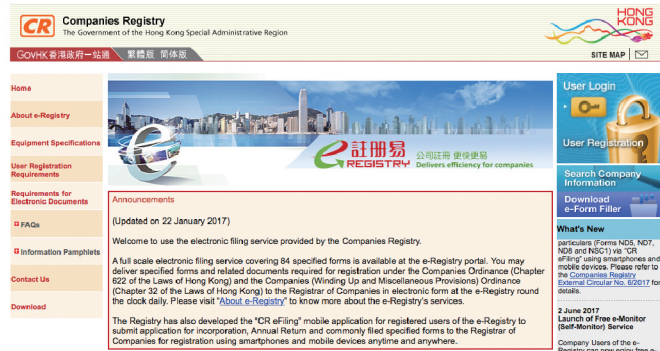 CR
Companies Registry
The Government of the Hong Kong Special Administrative Region
HONG
KONG
GOVHK 香港政府一站通
繁體版 简体版
SITE MAP
Home
About e-Registry
Equipment Specifications
User Registration
Requirements
Requirements for
Electronic Documents
FAQs
Information Pamphlets
Contact Us
Download
e
註冊易
REGISTRY
公司註冊 更快更易
Delivers efficiency for companies
Announcements
(Updated on 22 January 2017)
Welcome to use the electronic filing service provided by the Companies Registry.
A full scale electronic filing service covering 84 specified forms is available at the e-Registry portal. You may
deliver specified forms and related documents required for registration under the Companies Ordinance (Chapter
622 of the Laws of Hong Kong) and the Companies (Winding Up and Miscellaneous Provisions) Ordinance
(Chapter 32 of the Laws of Hong Kong) to the Registrar of Companies in electronic form at the e-Registry round
the clock daily. Please visit "About e-Registry" to know more about the e-Registry's services.
The Registry has also developed the "CR eFiling" mobile application for registered users of the e-Registry to
submit application for incorporation, Annual Return and commonly filed specified forms to the Registrar of
Companies for registration using smartphones and mobile devices anytime and anywhere.
User Login
User Registration
Search Company
Information
Download
e-Form Filler
What's New
particulars (Forms ND5, ND7,
ND8 and NSC1) via "CR
eFiling" using smartphones and
mobile devices. Please refer to
the Companies Registry
External Circular No. 6/2017 for
details.
2 June 2017
Launch of Free e-Monitor
(Self-Monitor) Service
Company Users of the e-
Registry can now enjoy free e-